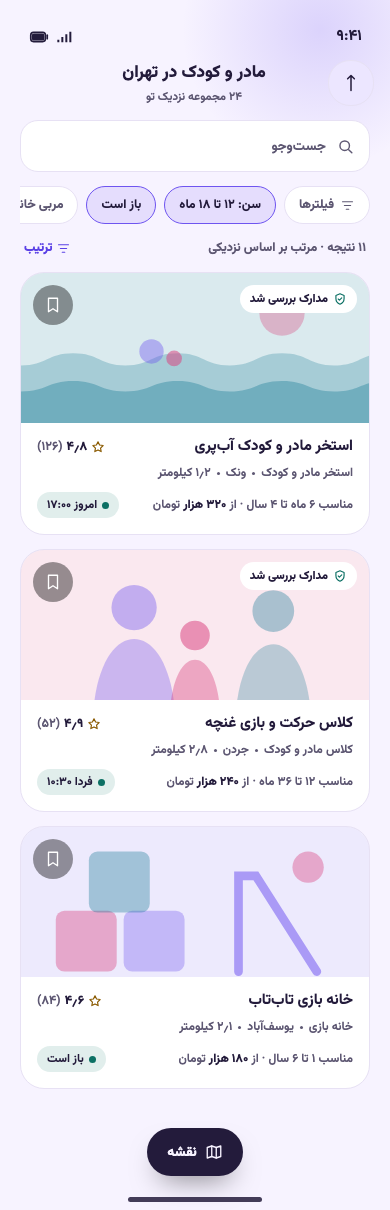 ۹:۴۱
مادر و کودک در تهران
۲۴ مجموعه نزدیک تو
جست‌وجو
فیلترها
سن: ۱۲ تا ۱۸ ماه
باز است
مربی خان
۱۱ نتیجه · مرتب بر اساس نزدیکی
ترتیب
مدارک بررسی شد
استخر مادر و کودک آب‌پری
۴٫۸ (۱۲۶)
استخر مادر و کودک • ونک • ۱٫۲ کیلومتر
مناسب ۶ ماه تا ۴ سال · از ۳۲۰ هزار تومان
امروز ۱۷:۰۰
مدارک بررسی شد
کلاس حرکت و بازی غنچه
۴٫۹ (۵۲)
کلاس مادر و کودک • جردن • ۲٫۸ کیلومتر
مناسب ۱۲ تا ۳۶ ماه · از ۲۴۰ هزار تومان
فردا ۱۰:۳۰
خانه بازی تاب‌تاب
۴٫۶ (۸۴)
خانه بازی • یوسف‌آباد • ۲٫۱ کیلومتر
مناسب ۱ تا ۶ سال · از ۱۸۰ هزار تومان
باز است
نقشه